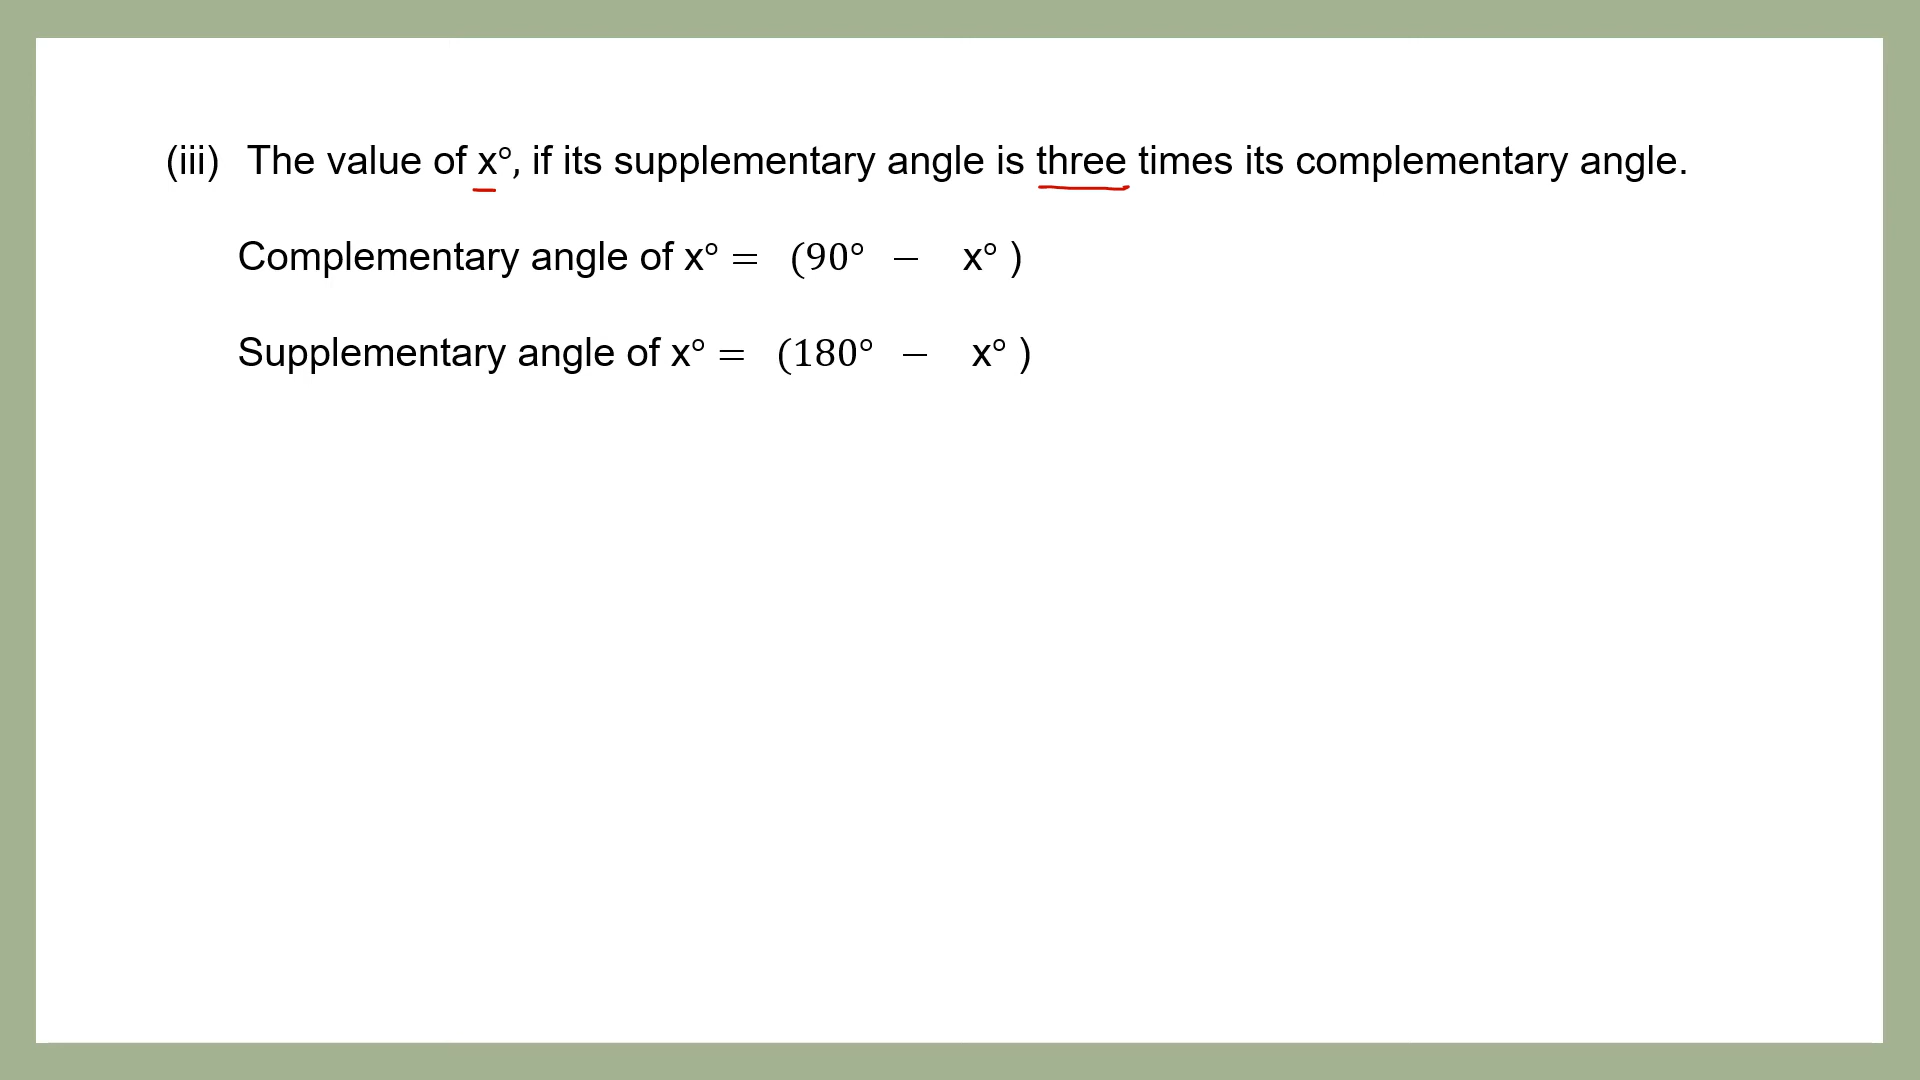 (iii) The value of x°, if its supplementary angle is three times its complementary angle.
Complementary angle of x° = (90° − x° )
Supplementary angle of x° = (180° − x° )